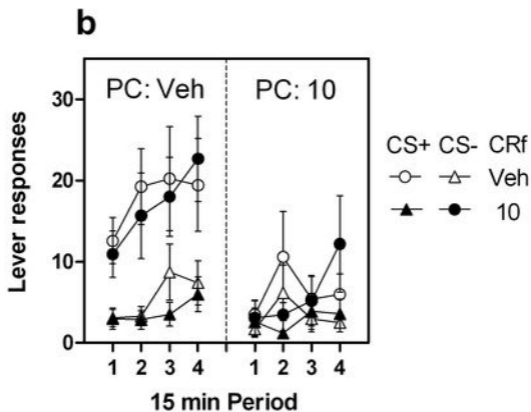 b
PC: Veh PC: 10
30
20
10
0
Lever responses
1 2 3 4 1 2 3 4
15 min Period
CS+ CS- CRf
Veh
10